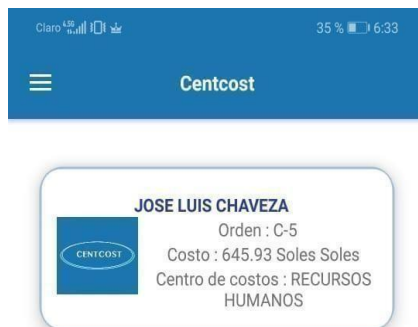 Claro 4.5G 35 % 6:33
Centcost
JOSE LUIS CHAVEZA
Orden : C-5
CENTCOST
Costo : 645.93 Soles Soles
Centro de costos : RECURSOS
HUMANOS